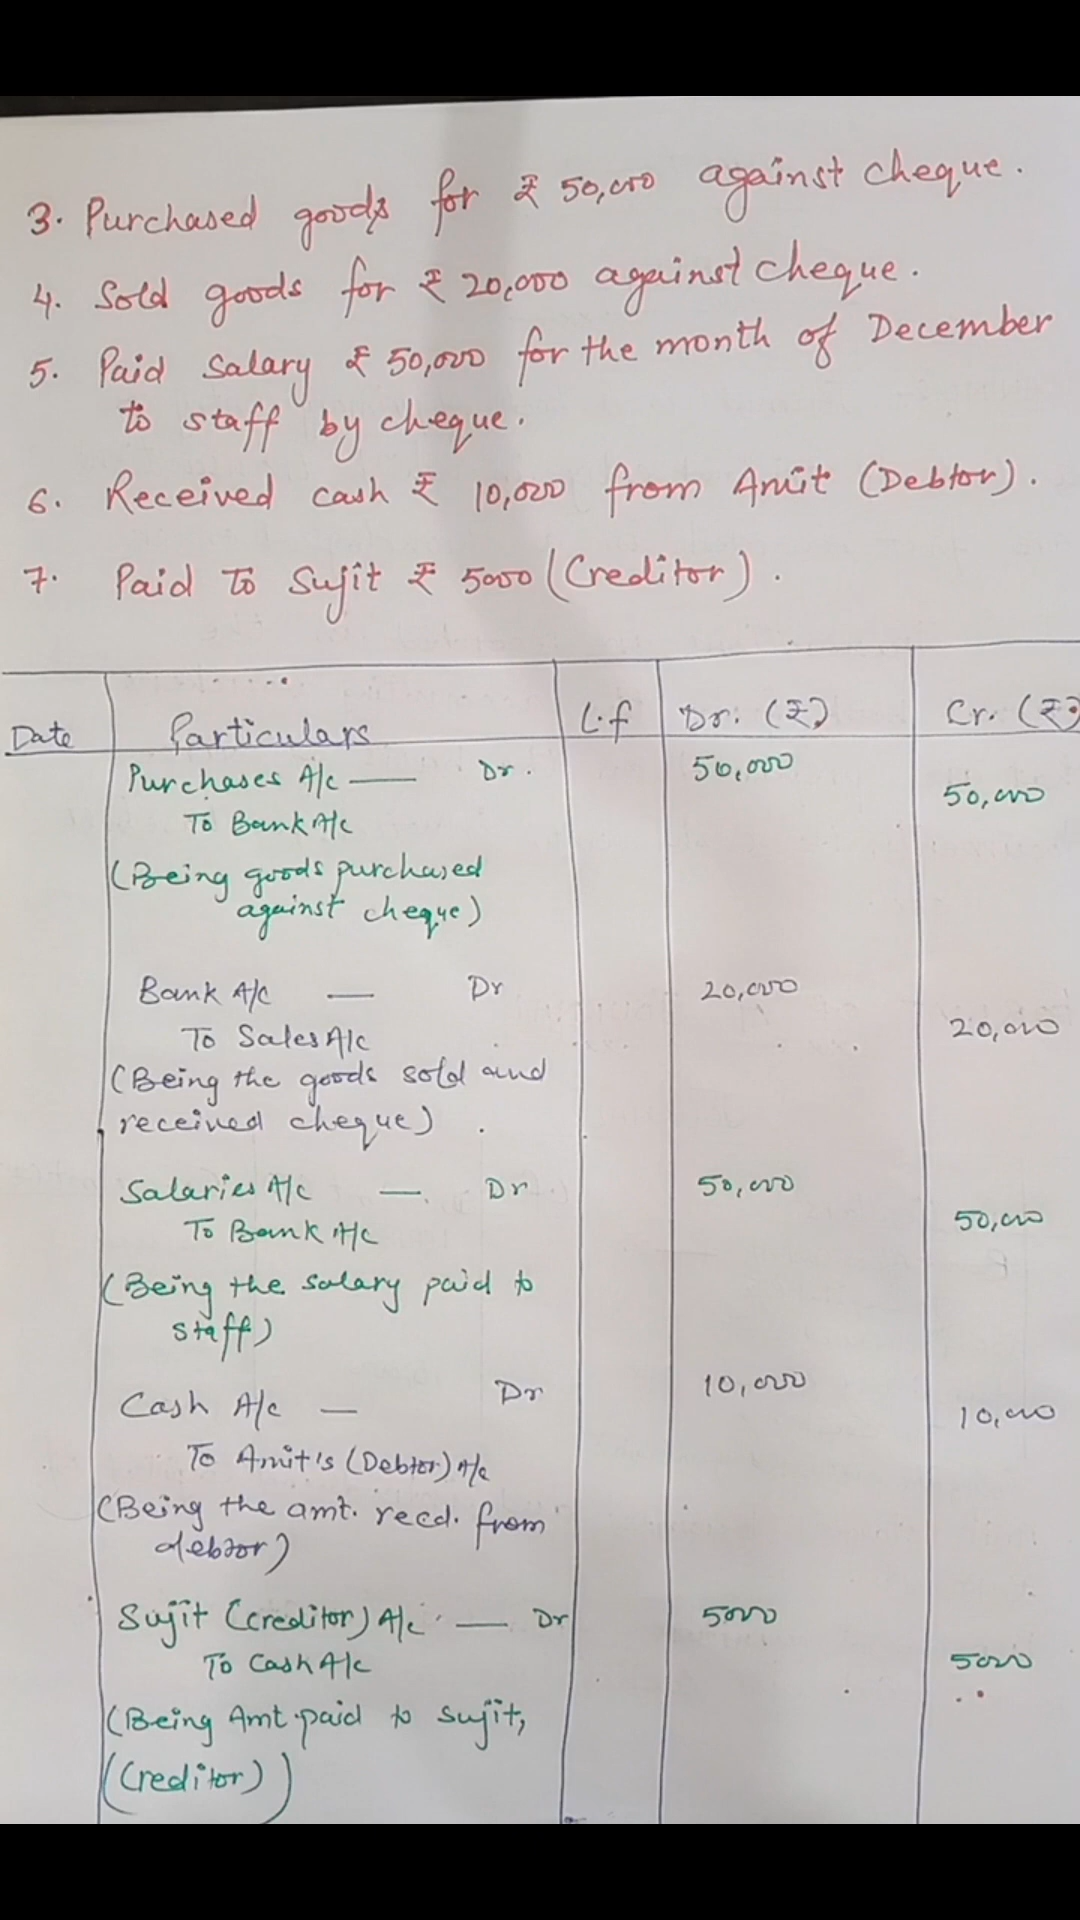 3. Purchased goods for ₹ 50,000 against cheque.
4. Sold goods for ₹ 20,000 against cheque.
5. Paid Salary ₹ 50,000 for the month of December
to staff by cheque.
6. Received cash ₹ 10,000 from Amit (Debtor).
7. Paid To Sujit ₹ 5000 (Creditor).
Date Particulars L.f Dr. (₹) Cr. (₹)
Purchases A/c — Dr. 50,000
To Bank A/c 50,000
(Being goods purchased
against cheque)
Bank A/c — Dr 20,000
To Sales A/c 20,000
(Being the goods sold and
received cheque).
Salaries A/c — Dr 50,000
To Bank A/c 50,000
(Being the salary paid to
staff)
Cash A/c — Dr 10,000
To Amit's (Debtor) A/c 10,000
(Being the amt. recd. from
debtor)
Sujit (creditor) A/c — Dr 5000
To Cash A/c 5000
(Being Amt. paid to Sujit,
(Creditor))